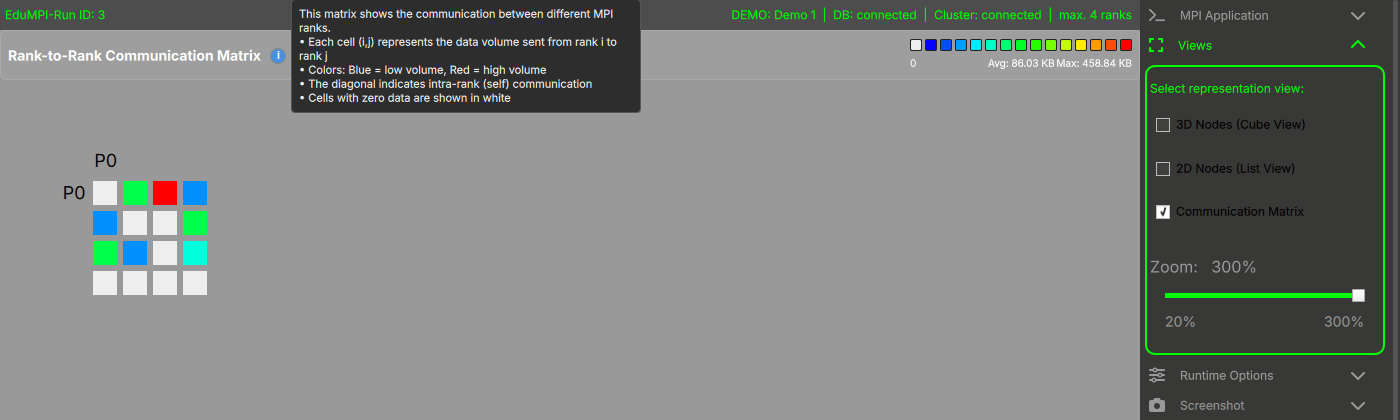 EduMPI-Run ID: 3
DEMO: Demo 1 | DB: connected | Cluster: connected | max. 4 ranks
Rank-to-Rank Communication Matrix
i
This matrix shows the communication between different MPI
ranks.
• Each cell (i,j) represents the data volume sent from rank i to
rank j
• Colors: Blue = low volume, Red = high volume
• The diagonal indicates intra-rank (self) communication
• Cells with zero data are shown in white
0 Avg: 86.03 KB Max: 458.84 KB
P0
P0
MPI Application
Views
Select representation view:
3D Nodes (Cube View)
2D Nodes (List View)
Communication Matrix
Zoom: 300%
20% 300%
Runtime Options
Screenshot